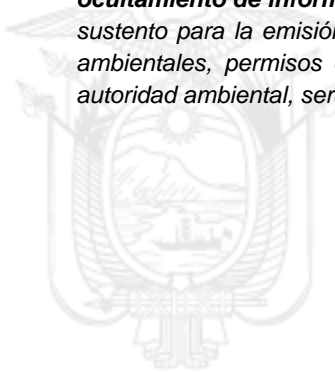 ocultamiento de inform
sustento para la emisión
ambientales, permisos
autoridad ambiental, ser